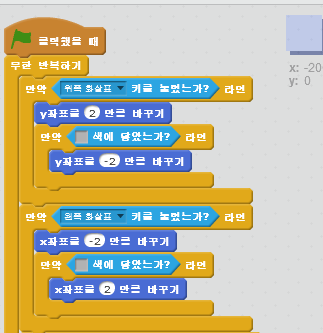 클릭했을 때
무한 반복하기
만약 위쪽 화살표 키를 눌렀는가? 라면
y좌표를 2 만큼 바꾸기
만약 색에 닿았는가? 라면
y좌표를 -2 만큼 바꾸기
만약 왼쪽 화살표 키를 눌렀는가? 라면
x좌표를 -2 만큼 바꾸기
만약 색에 닿았는가? 라면
x좌표를 2 만큼 바꾸기
x: -20
y: 0